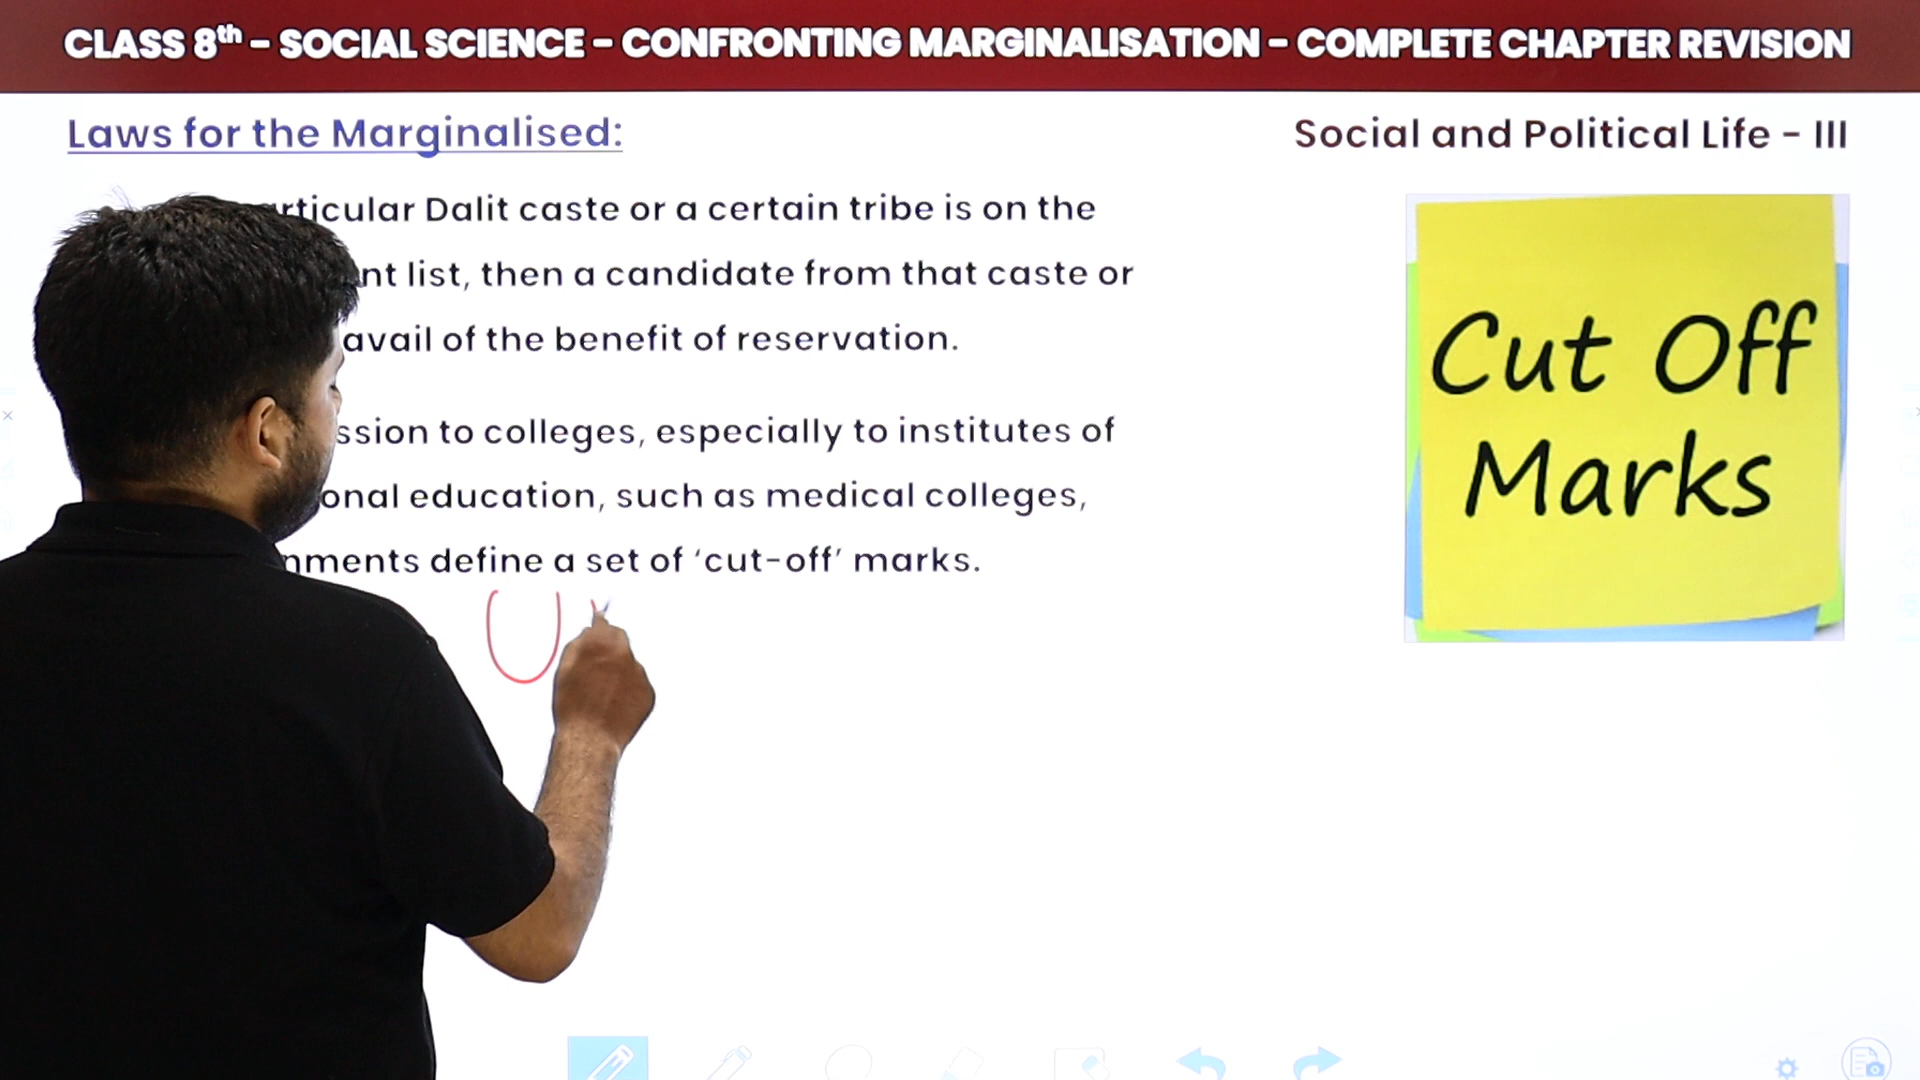 CLASS 8th – SOCIAL SCIENCE – CONFRONTING MARGINALISATION – COMPLETE CHAPTER REVISION
Laws for the Marginalised:
Social and Political Life – III
rticular Dalit caste or a certain tribe is on the
nt list, then a candidate from that caste or
avail of the benefit of reservation.
ssion to colleges, especially to institutes of
onal education, such as medical colleges,
nments define a set of ‘cut-off’ marks.
U
Cut Off
Marks